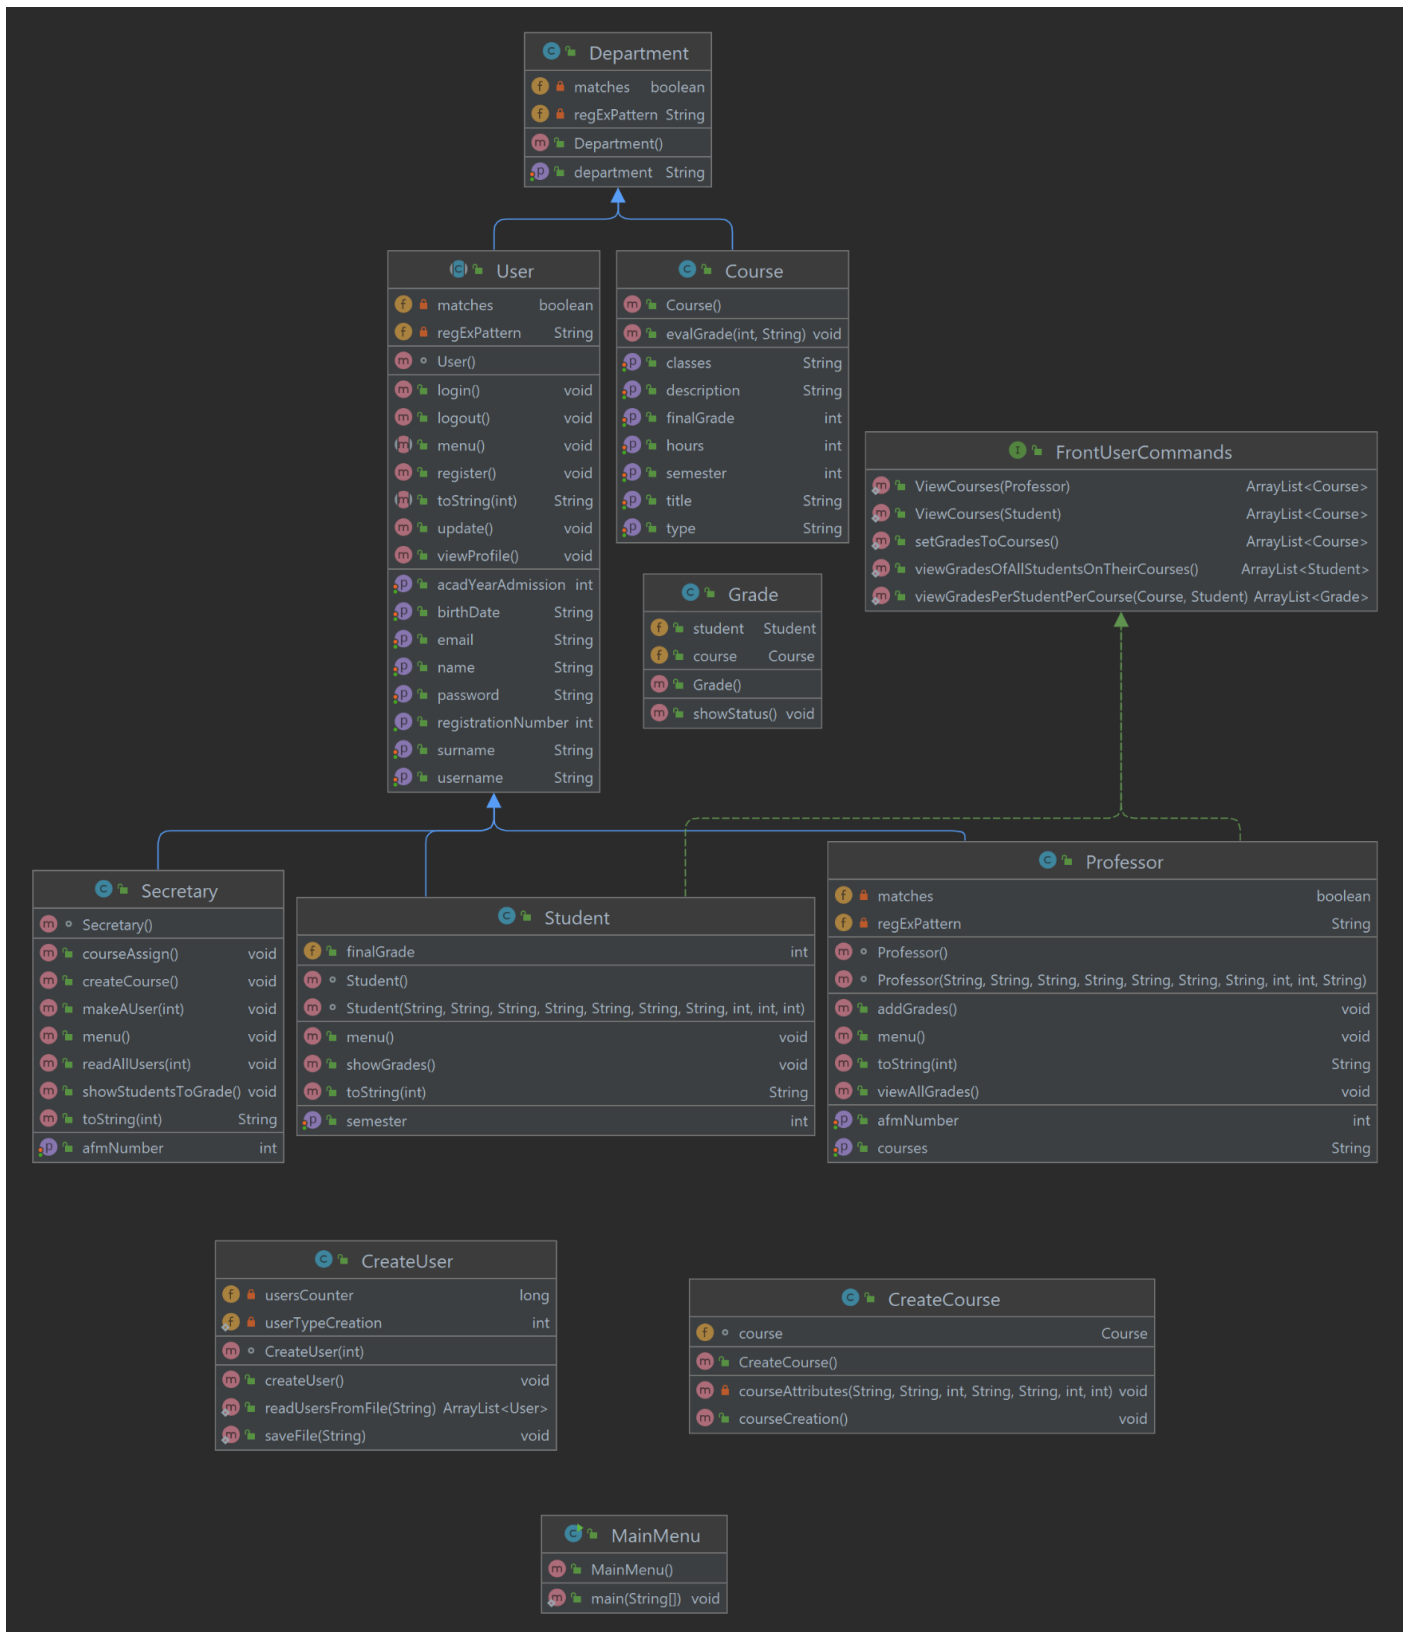 Department
matches boolean
regExPattern String
Department()
department String
User
matches boolean
regExPattern String
User()
login() void
logout() void
menu() void
register() void
toString(int) String
update() void
viewProfile() void
acadYearAdmission int
birthDate String
email String
name String
password String
registrationNumber int
surname String
username String
Course
Course()
evalGrade(int, String) void
classes String
description String
finalGrade int
hours int
semester int
title String
type String
FrontUserCommands
ViewCourses(Professor) ArrayList<Course>
ViewCourses(Student) ArrayList<Course>
setGradesToCourses() ArrayList<Course>
viewGradesOfAllStudentsOnTheirCourses() ArrayList<Student>
viewGradesPerStudentPerCourse(Course, Student) ArrayList<Grade>
Grade
student Student
course Course
Grade()
showStatus() void
Secretary
Secretary()
courseAssign() void
createCourse() void
makeAUser(int) void
menu() void
readAllUsers(int) void
showStudentsToGrade() void
toString(int) String
afmNumber int
Student
finalGrade int
Student()
Student(String, String, String, String, String, String, String, int, int, int)
menu() void
showGrades() void
toString(int) String
semester int
Professor
matches boolean
regExPattern String
Professor()
Professor(String, String, String, String, String, String, String, int, int, String)
addGrades() void
menu() void
toString(int) String
viewAllGrades() void
afmNumber int
courses String
CreateUser
usersCounter long
userTypeCreation int
CreateUser(int)
createUser() void
readUsersFromFile(String) ArrayList<User>
saveFile(String) void
CreateCourse
course Course
CreateCourse()
courseAttributes(String, String, int, String, String, int, int) void
courseCreation() void
MainMenu
MainMenu()
main(String[]) void